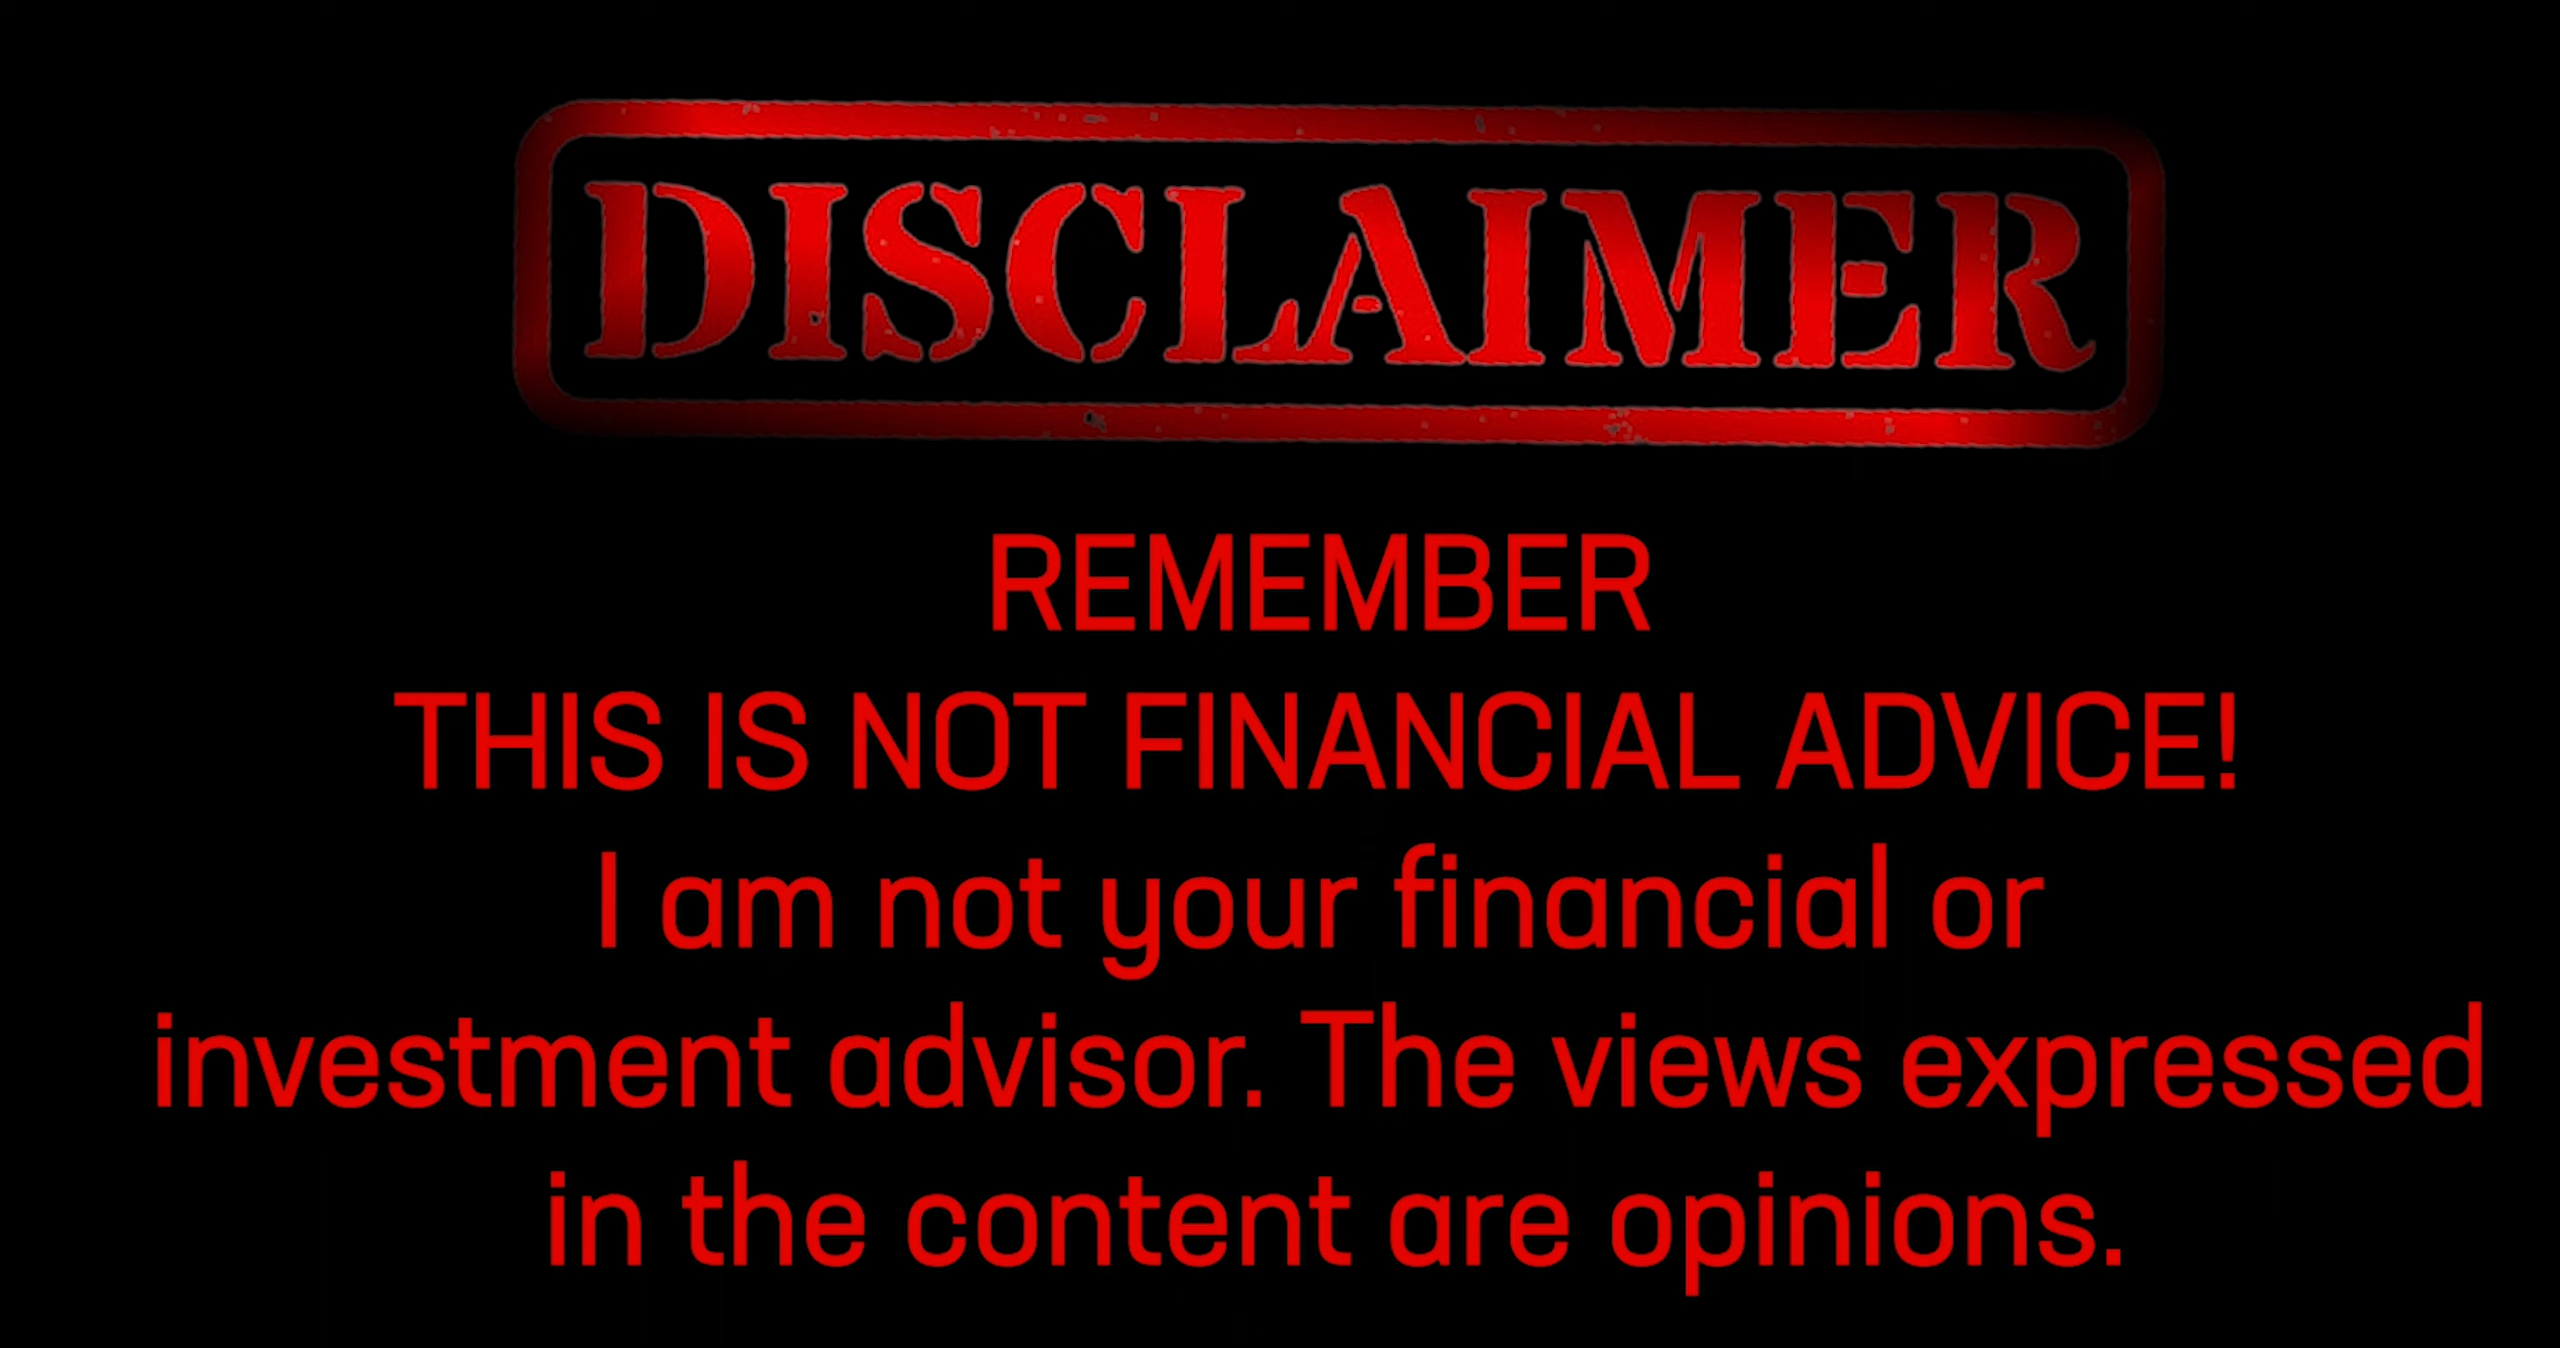 DISCLAIMER
REMEMBER
THIS IS NOT FINANCIAL ADVICE!
I am not your financial or
investment advisor. The views expressed
in the content are opinions.